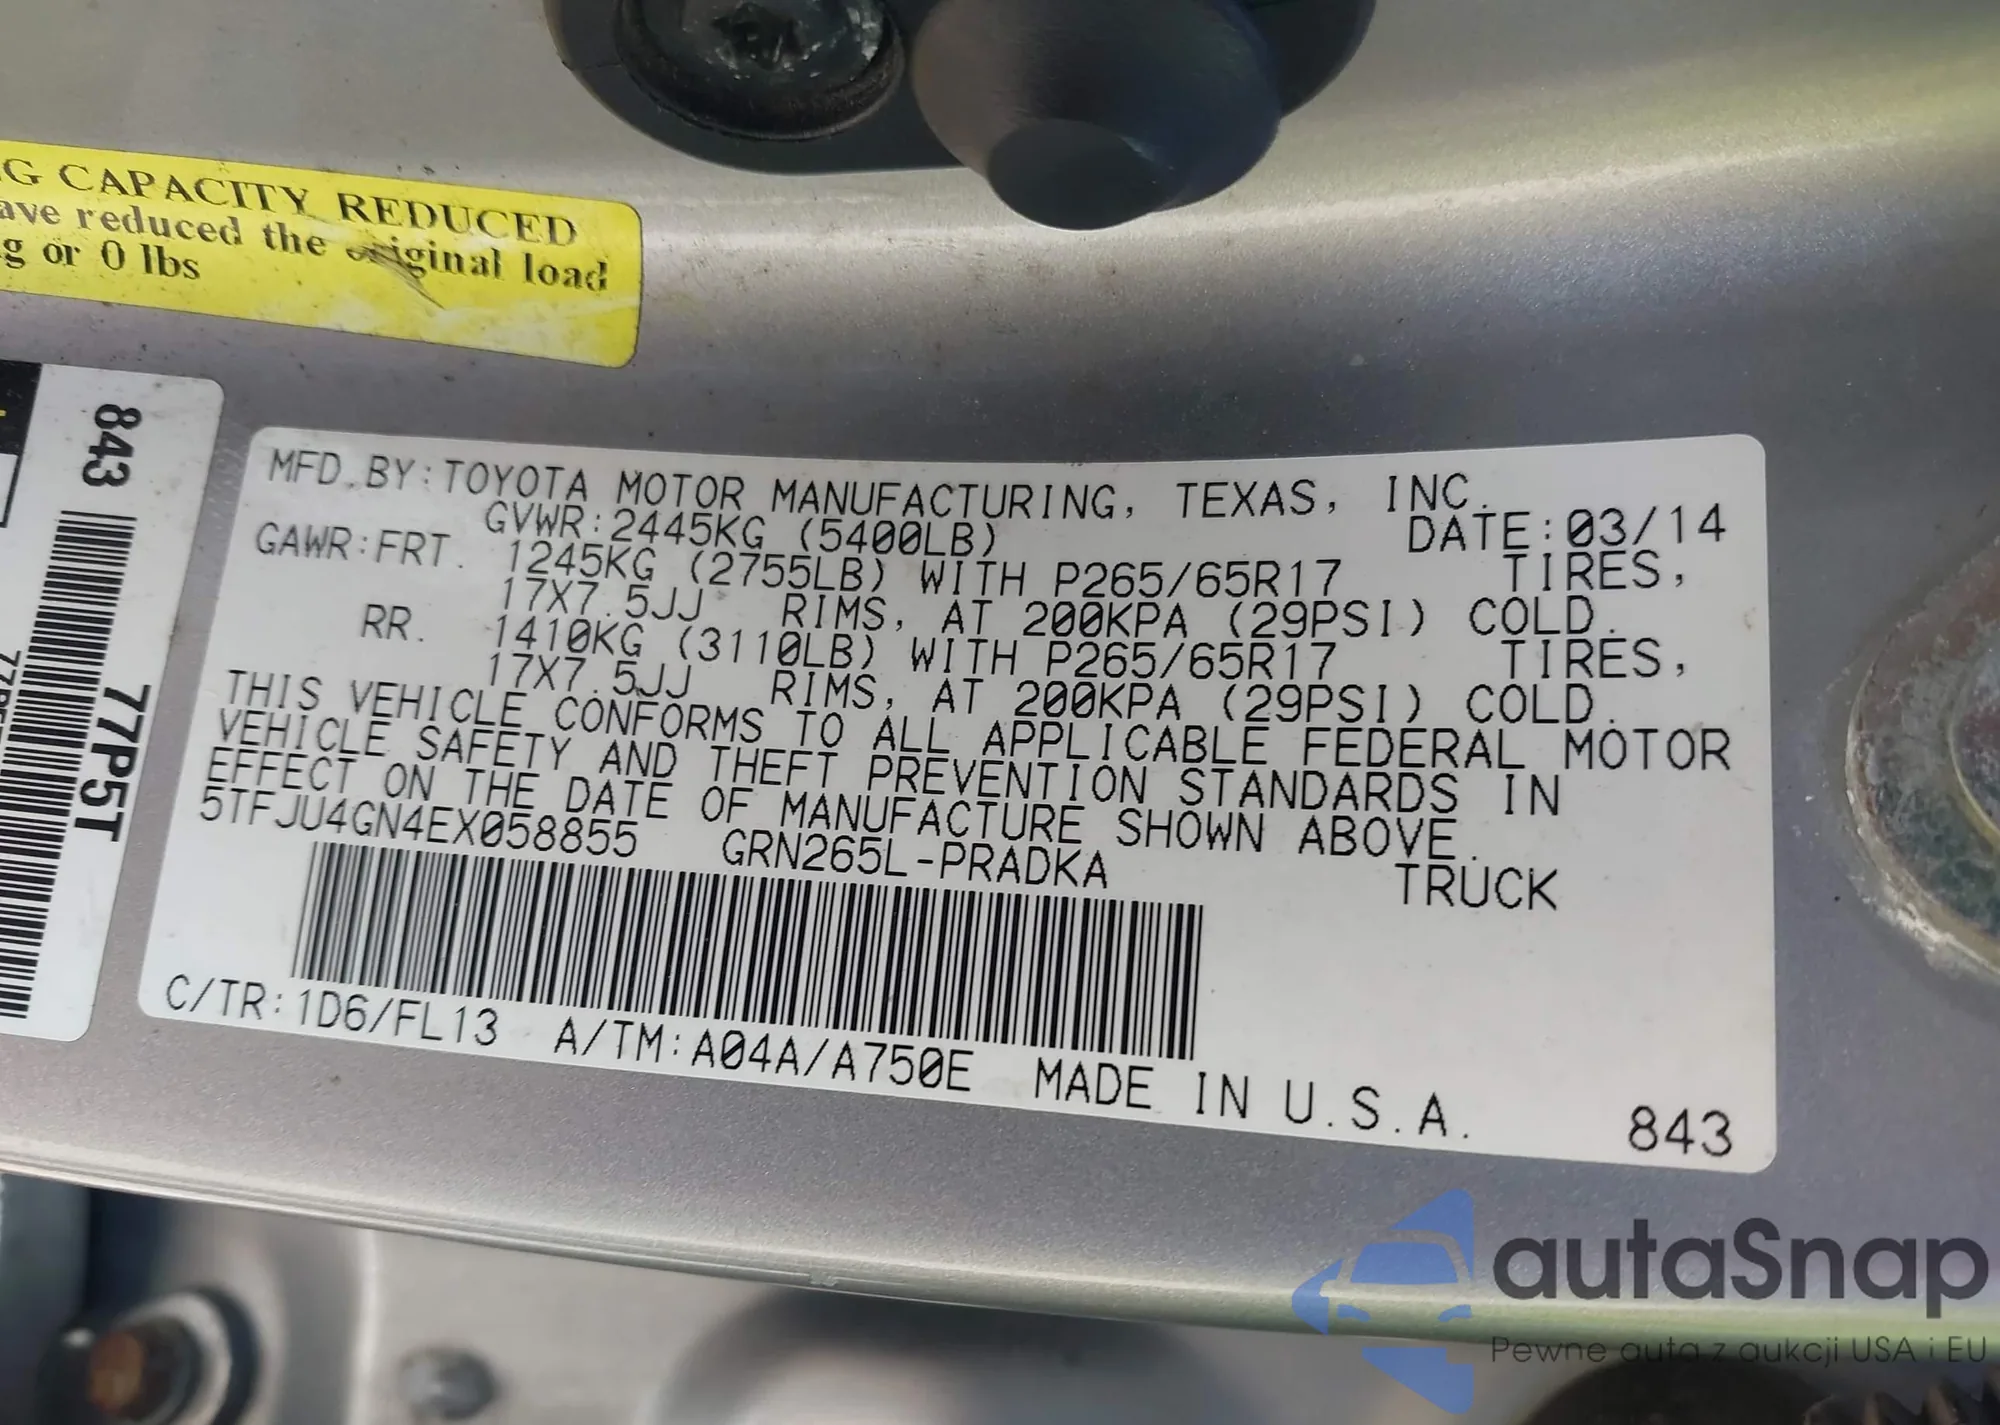 G CAPACITY REDUCED
ave reduced the original load
g or 0 lbs
843
77P5T
MFD.BY:TOYOTA MOTOR MANUFACTURING, TEXAS, INC.
GVWR:2445KG (5400LB) DATE:03/14
GAWR:FRT. 1245KG (2755LB) WITH P265/65R17 TIRES,
17X7.5JJ RIMS, AT 200KPA (29PSI) COLD.
RR. 1410KG (3110LB) WITH P265/65R17 TIRES,
17X7.5JJ RIMS, AT 200KPA (29PSI) COLD.
THIS VEHICLE CONFORMS TO ALL APPLICABLE FEDERAL MOTOR
VEHICLE SAFETY AND THEFT PREVENTION STANDARDS IN
EFFECT ON THE DATE OF MANUFACTURE SHOWN ABOVE.
5TFJU4GN4EX058855 GRN265L-PRADKA TRUCK
C/TR:1D6/FL13 A/TM:A04A/A750E MADE IN U.S.A.
843
autaSnap
Pewne auta z aukcji USA i EU